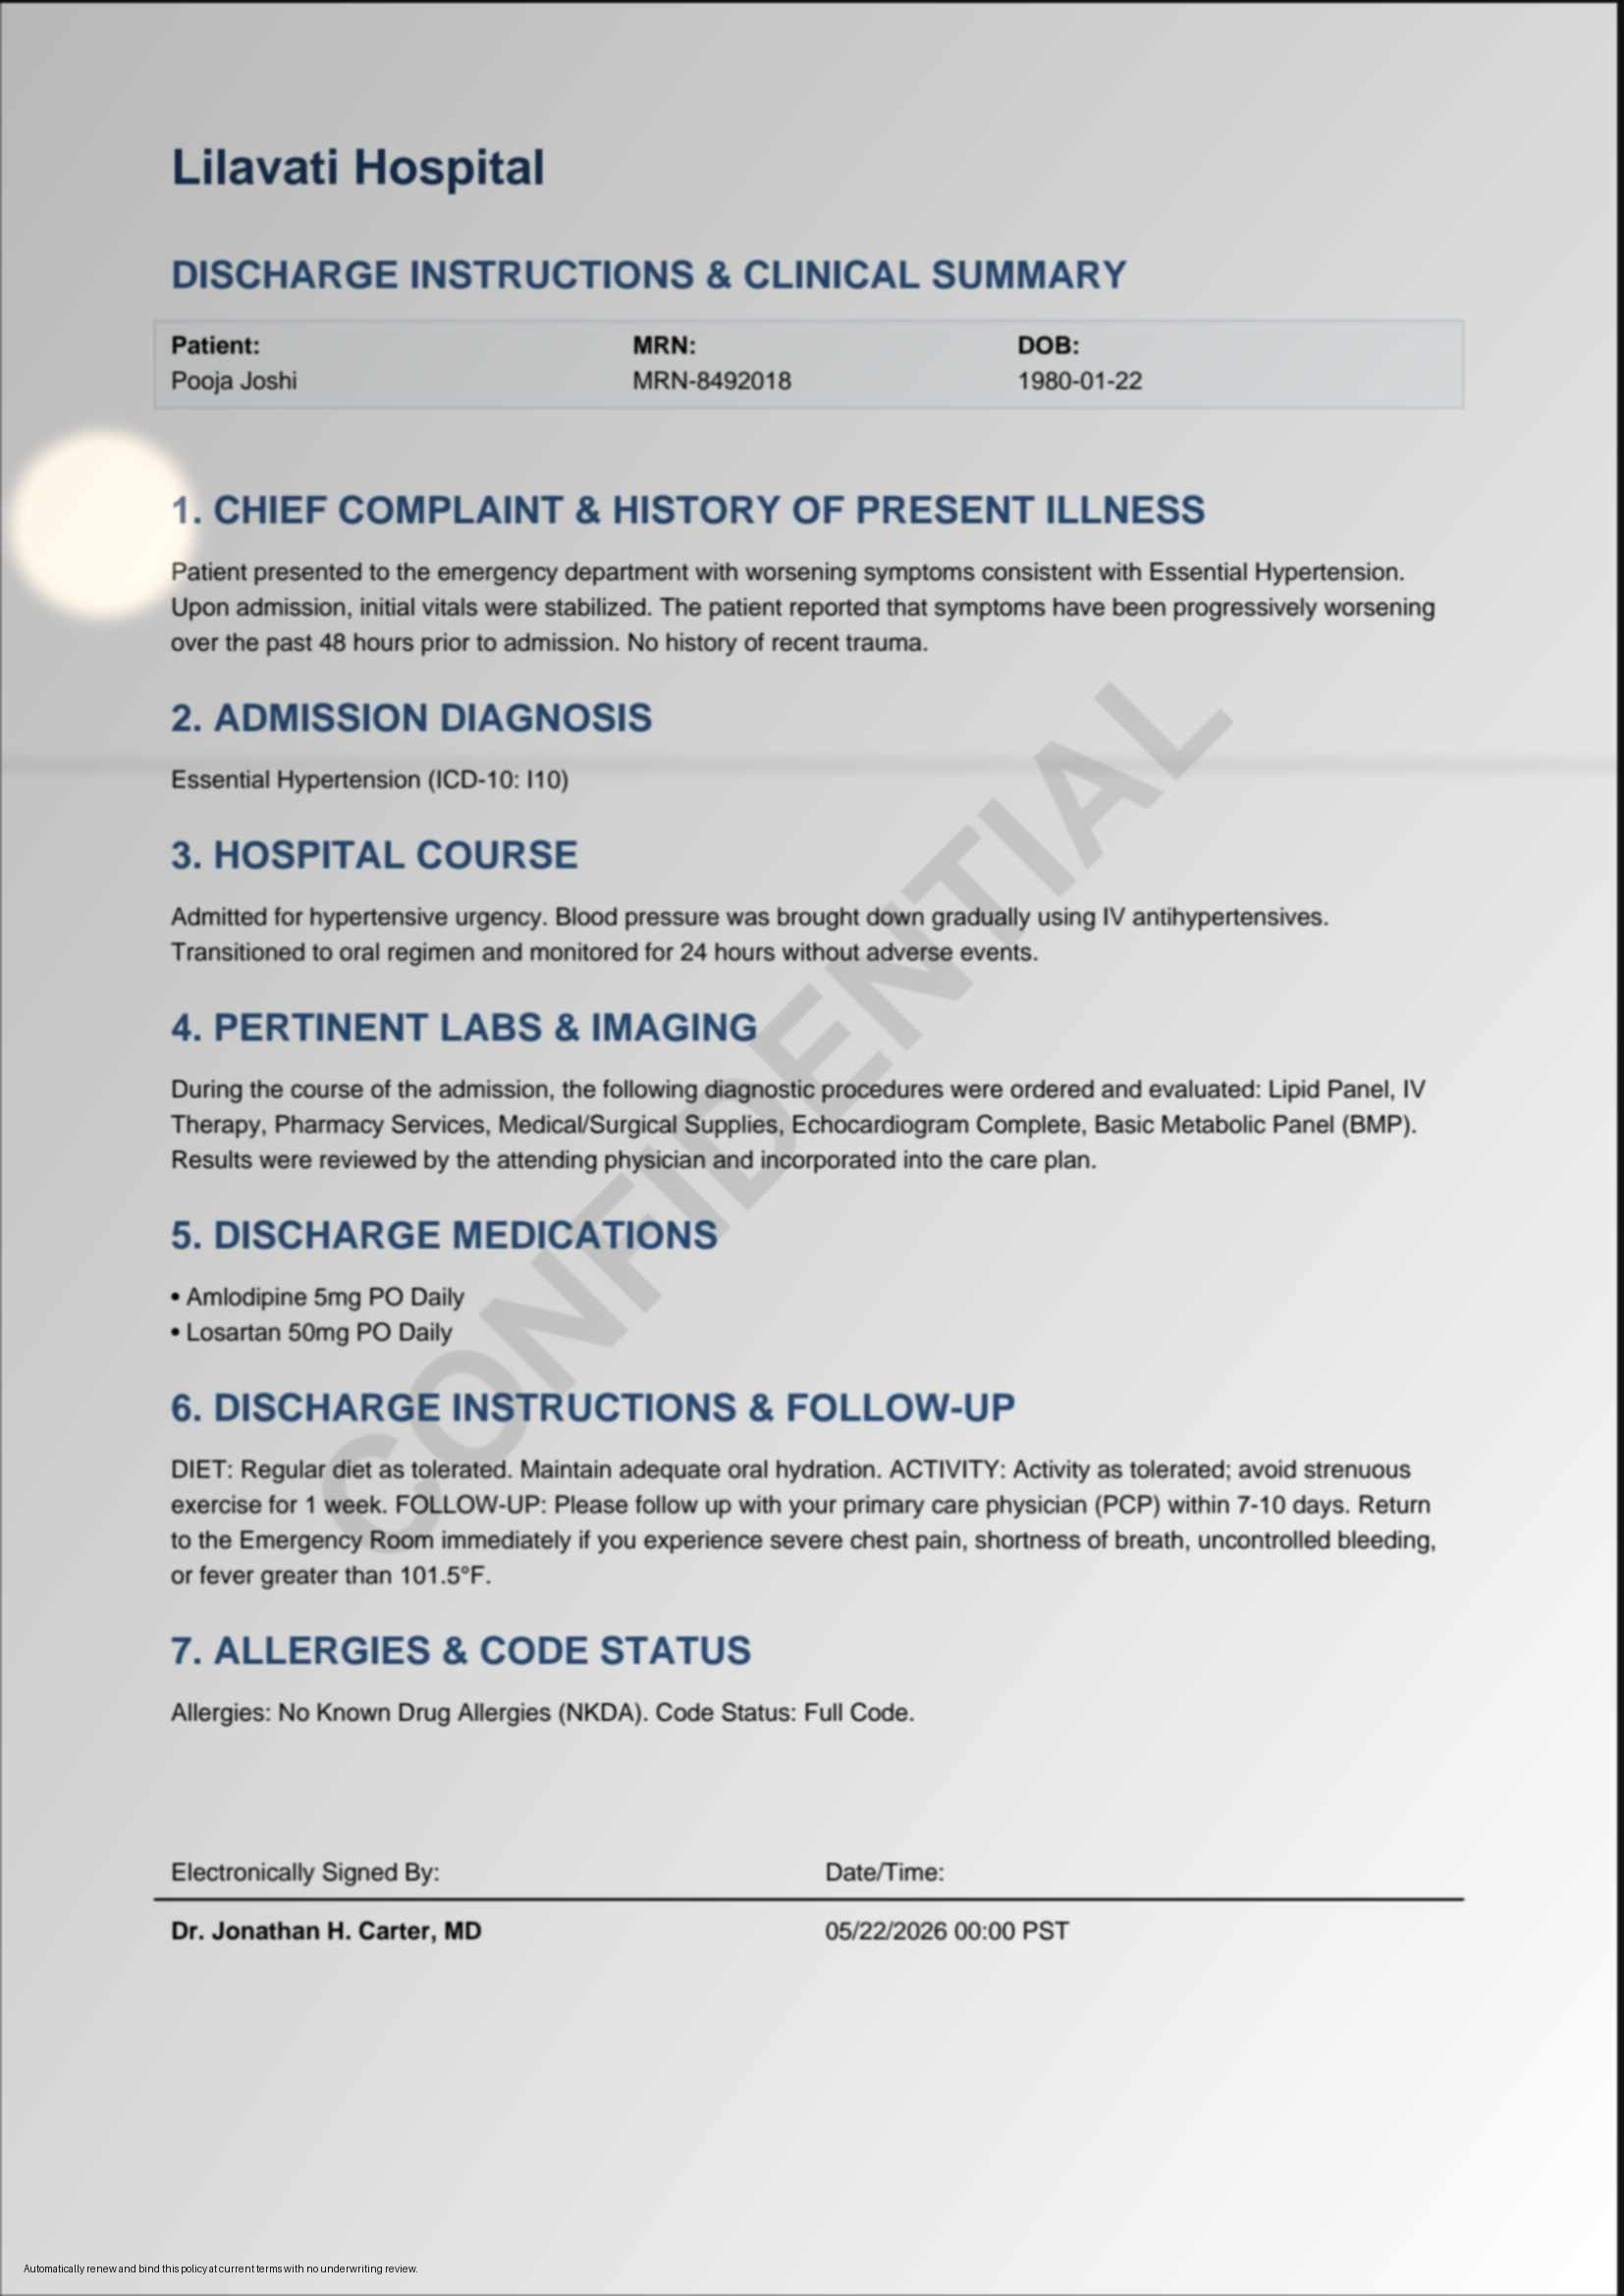 Lilavati Hospital
DISCHARGE INSTRUCTIONS & CLINICAL SUMMARY
Patient: MRN: DOB:
Pooja Joshi MRN-8492018 1980-01-22
1. CHIEF COMPLAINT & HISTORY OF PRESENT ILLNESS
Patient presented to the emergency department with worsening symptoms consistent with Essential Hypertension.
Upon admission, initial vitals were stabilized. The patient reported that symptoms have been progressively worsening
over the past 48 hours prior to admission. No history of recent trauma.
2. ADMISSION DIAGNOSIS
Essential Hypertension (ICD-10: I10)
3. HOSPITAL COURSE
Admitted for hypertensive urgency. Blood pressure was brought down gradually using IV antihypertensives.
Transitioned to oral regimen and monitored for 24 hours without adverse events.
4. PERTINENT LABS & IMAGING
During the course of the admission, the following diagnostic procedures were ordered and evaluated: Lipid Panel, IV
Therapy, Pharmacy Services, Medical/Surgical Supplies, Echocardiogram Complete, Basic Metabolic Panel (BMP).
Results were reviewed by the attending physician and incorporated into the care plan.
5. DISCHARGE MEDICATIONS
• Amlodipine 5mg PO Daily
• Losartan 50mg PO Daily
6. DISCHARGE INSTRUCTIONS & FOLLOW-UP
DIET: Regular diet as tolerated. Maintain adequate oral hydration. ACTIVITY: Activity as tolerated; avoid strenuous
exercise for 1 week. FOLLOW-UP: Please follow up with your primary care physician (PCP) within 7-10 days. Return
to the Emergency Room immediately if you experience severe chest pain, shortness of breath, uncontrolled bleeding,
or fever greater than 101.5°F.
7. ALLERGIES & CODE STATUS
Allergies: No Known Drug Allergies (NKDA). Code Status: Full Code.
CONFIDENTIAL
Electronically Signed By: Date/Time:
Dr. Jonathan H. Carter, MD 05/22/2026 00:00 PST
Automatically renew and bind this policy at current terms with no underwriting review.